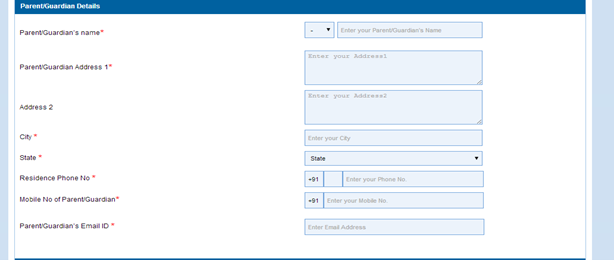 Parent/Guardian Details
Parent/Guardian's name* - Enter your Parent/Guardian's Name
Parent/Guardian Address 1* Enter your Address1
Address 2 Enter your Address2
City * Enter your City
State * State
Residence Phone No * +91 Enter your Phone No.
Mobile No of Parent/Guardian* +91 Enter your Mobile No.
Parent/Guardian's Email ID * Enter Email Address